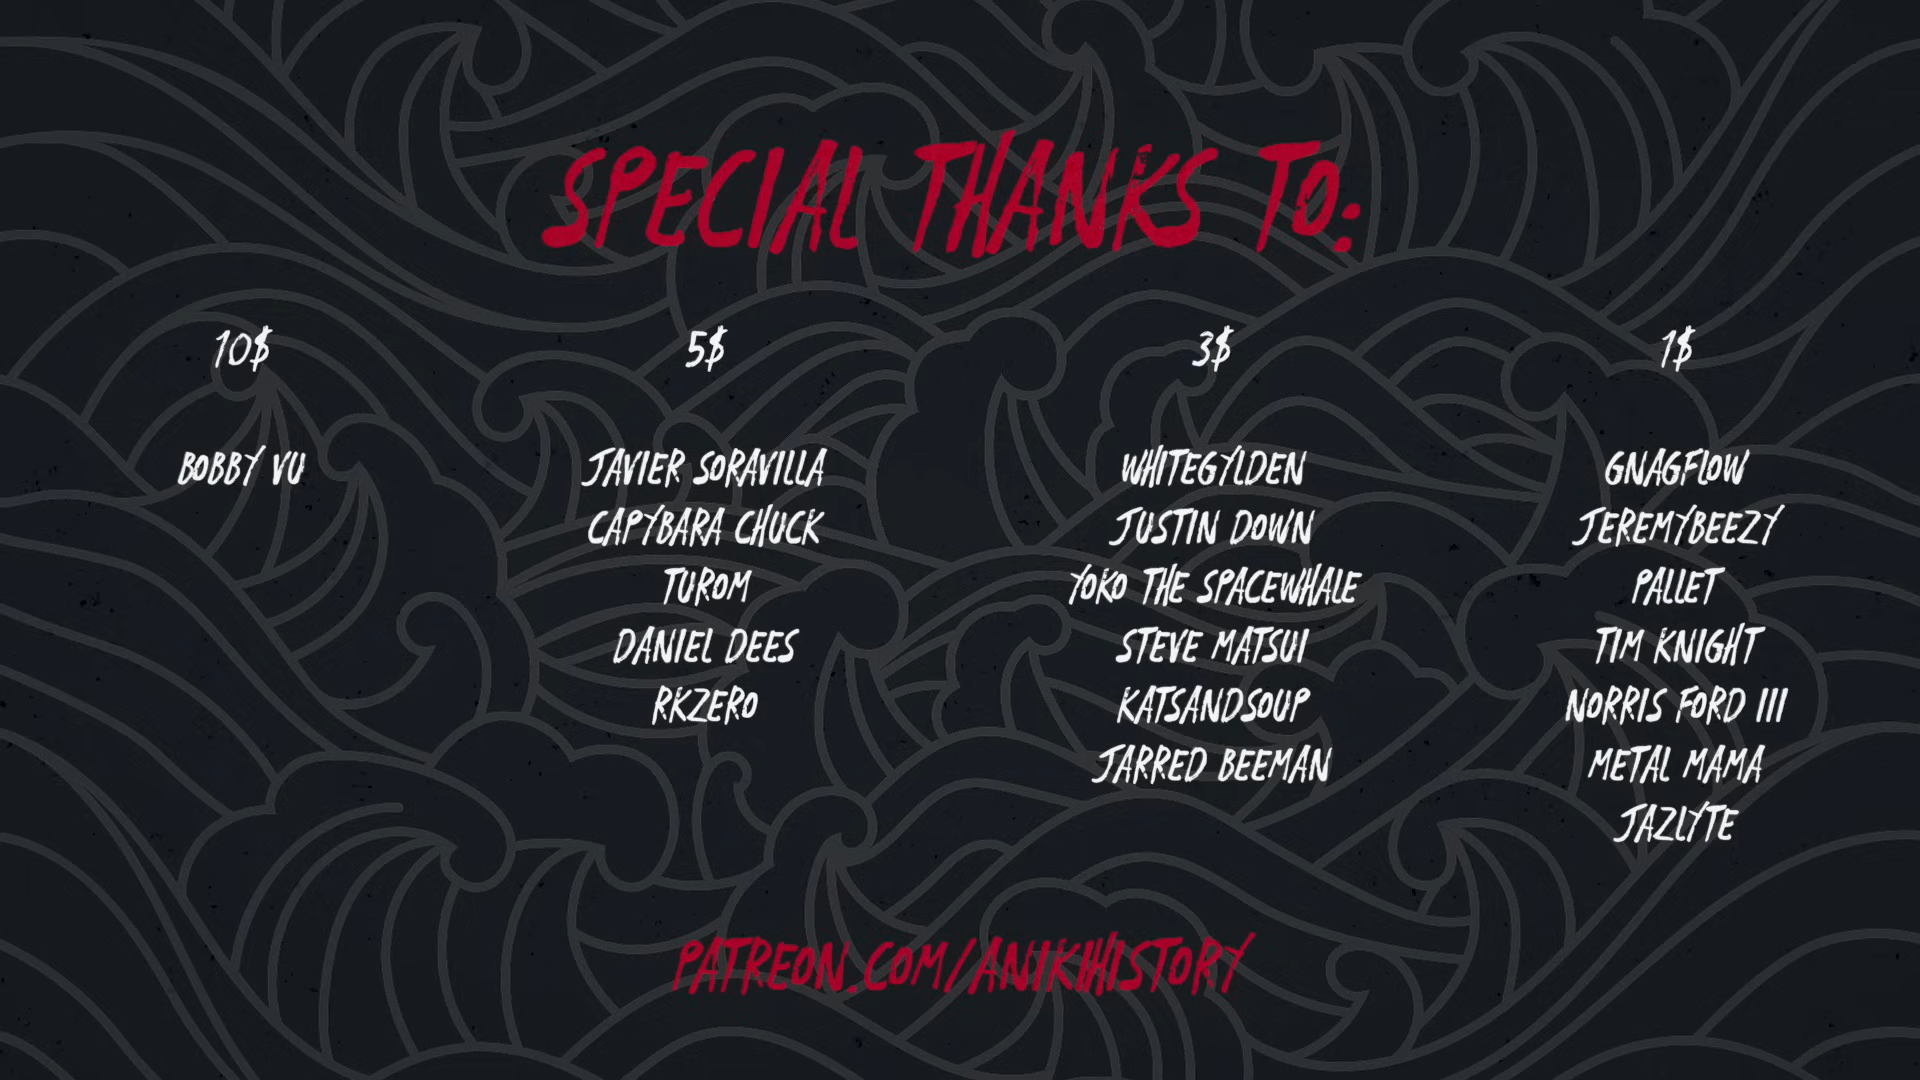 SPECIAL THANKS TO:
10$
BOBBY VU
5$
JAVIER SORAVILLA
CAPYBARA CHUCK
TUROM
DANIEL DEES
RKZERO
3$
WHITEGYLDEN
JUSTIN DOWN
YOKO THE SPACEWHALE
STEVE MATSUI
KATSANDSOUP
JARRED BEEMAN
1$
GNAGFLOW
JEREMYBEEZY
PALLET
TIM KNIGHT
NORRIS FORD III
METAL MAMA
JAZLYTE
PATREON.COM/ANIKIHISTORY